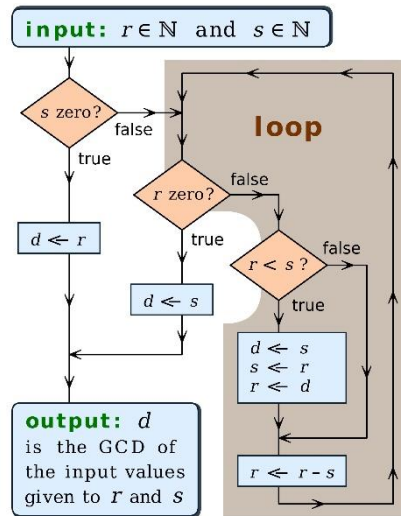 input: r ∈ ℕ and s ∈ ℕ
s zero?
false
true
loop
r zero?
false
true
d ← r
r < s ?
false
true
d ← s
d ← s
s ← r
r ← d
output: d
is the GCD of
the input values
given to r and s
r ← r – s